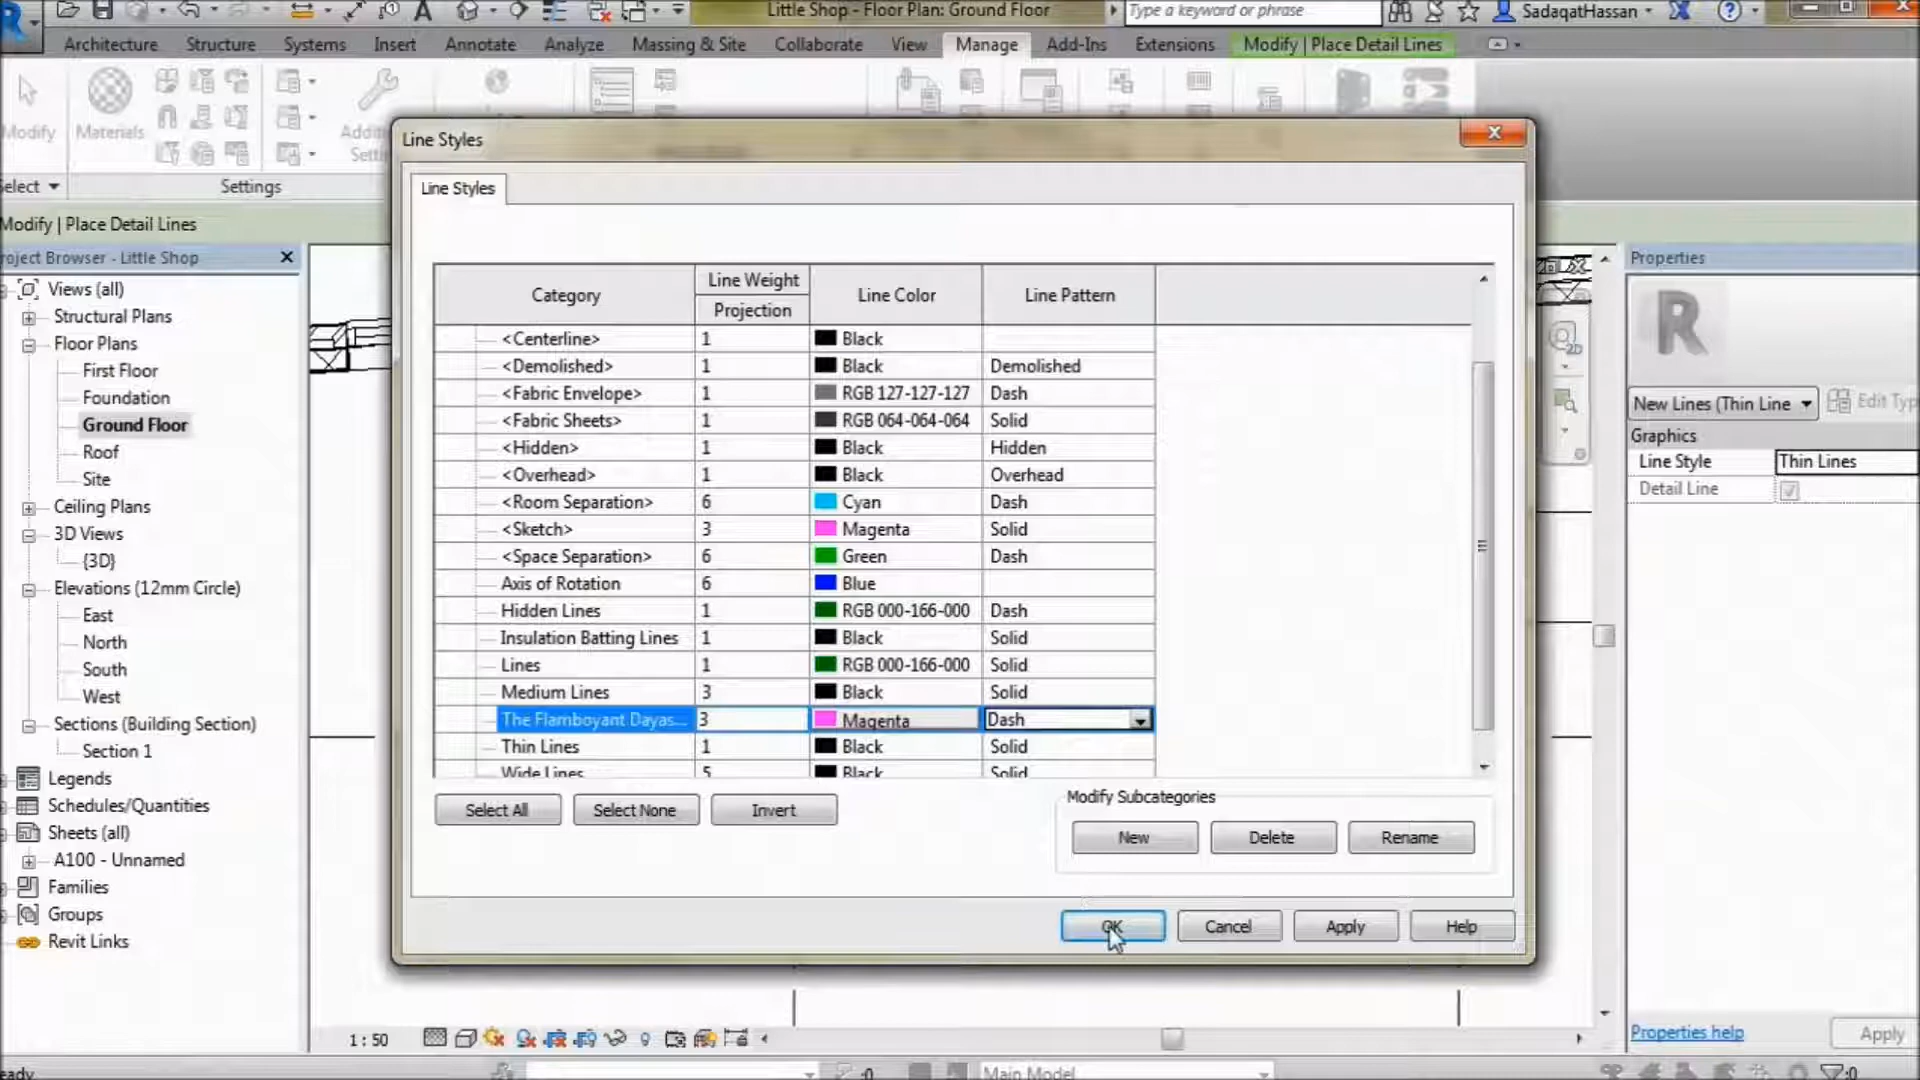 Little Shop - Floor Plan: Ground Floor
Type a keyword or phrase
SadaqatHassan
Architecture Structure Systems Insert Annotate Analyze Massing & Site Collaborate View Manage Add-Ins Extensions Modify | Place Detail Lines
Modify
Materials
Select
Settings
Modify | Place Detail Lines
Project Browser - Little Shop
Views (all)
Structural Plans
Floor Plans
First Floor
Foundation
Ground Floor
Roof
Site
Ceiling Plans
3D Views
{3D}
Elevations (12mm Circle)
East
North
South
West
Sections (Building Section)
Section 1
Legends
Schedules/Quantities
Sheets (all)
A100 - Unnamed
Families
Groups
Revit Links
Line Styles
Line Styles
Category Line Weight Line Color Line Pattern
Projection
<Centerline> 1 Black
<Demolished> 1 Black Demolished
<Fabric Envelope> 1 RGB 127-127-127 Dash
<Fabric Sheets> 1 RGB 064-064-064 Solid
<Hidden> 1 Black Hidden
<Overhead> 1 Black Overhead
<Room Separation> 6 Cyan Dash
<Sketch> 3 Magenta Solid
<Space Separation> 6 Green Dash
Axis of Rotation 6 Blue
Hidden Lines 1 RGB 000-166-000 Dash
Insulation Batting Lines 1 Black Solid
Lines 1 RGB 000-166-000 Solid
Medium Lines 3 Black Solid
The Flamboyant Dayas... 3 Magenta Dash
Thin Lines 1 Black Solid
Wide Lines 5 Black Solid
Select All Select None Invert
Modify Subcategories
New Delete Rename
OK Cancel Apply Help
Properties
New Lines (Thin Line
Edit Typ
Graphics
Line Style Thin Lines
Detail Line
Properties help
Apply
1 : 50
:0
Main Model
:0